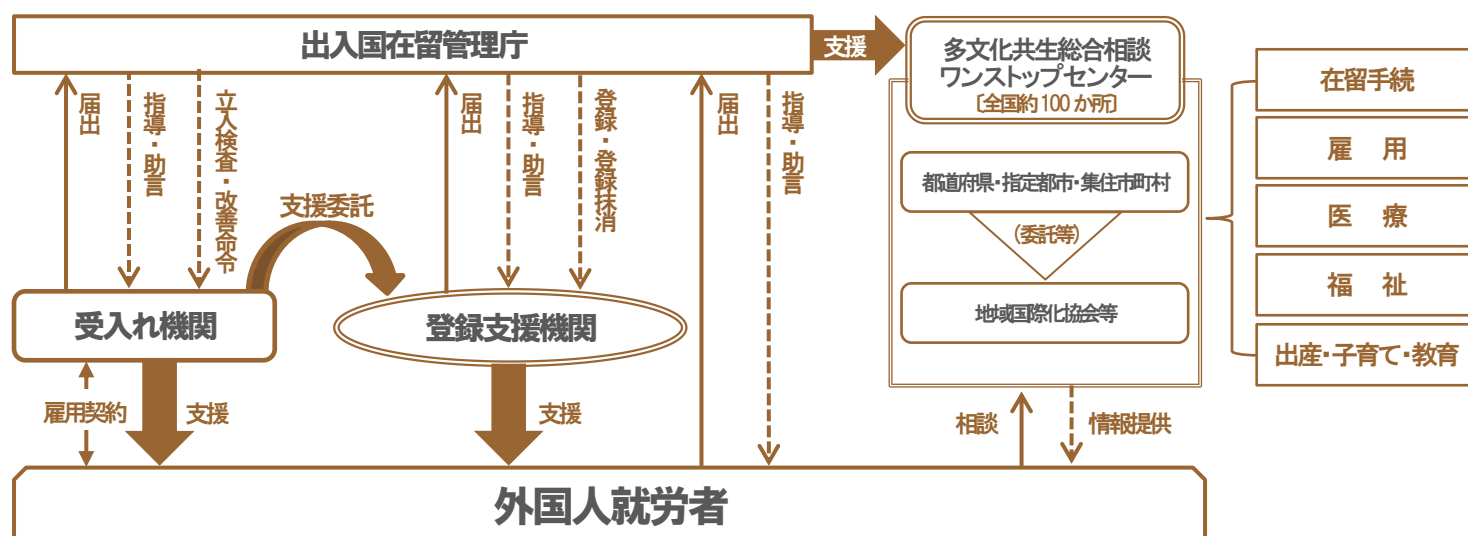 出入国在留管理庁
支援
多文化共生総合相談
ワンストップセンター
〔全国約100か所〕
届出
指導・助言
立入検査・改善命令
届出
指導・助言
登録・登録抹消
届出
指導・助言
支援委託
受入れ機関
登録支援機関
都道府県・指定都市・集住市町村
（委託等）
地域国際化協会等
在留手続
雇　用
医　療
福　祉
出産・子育て・教育
雇用契約
支援
支援
相談
情報提供
外国人就労者